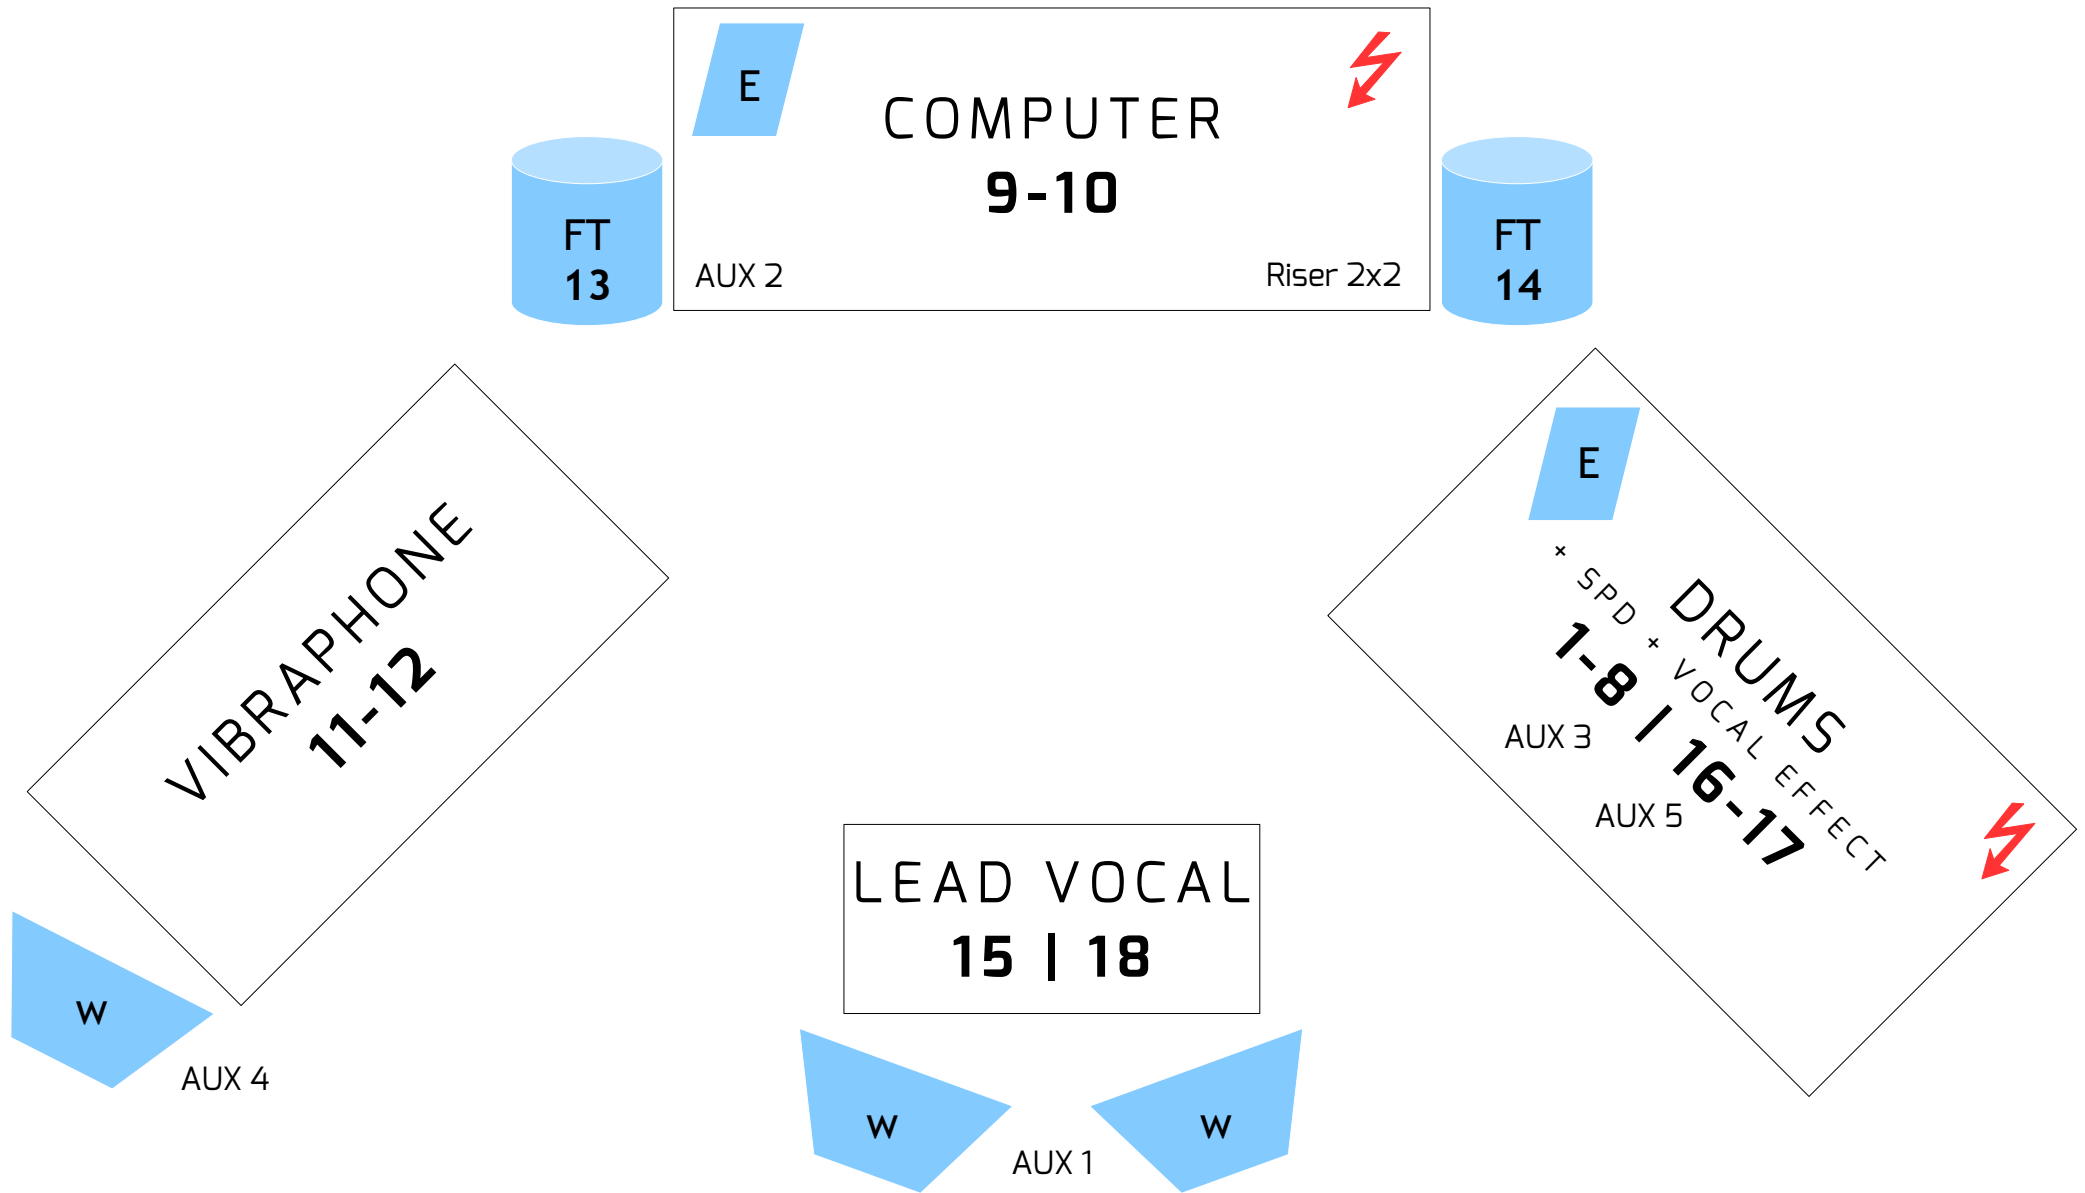 E
COMPUTER
9-10
AUX 2
Riser 2x2
FT
13
FT
14
VIBRAPHONE
11-12
E
DRUMS
+ SPD + VOCAL EFFECT
1-8 | 16-17
AUX 3
AUX 5
LEAD VOCAL
15 | 18
W
AUX 4
W
AUX 1
W